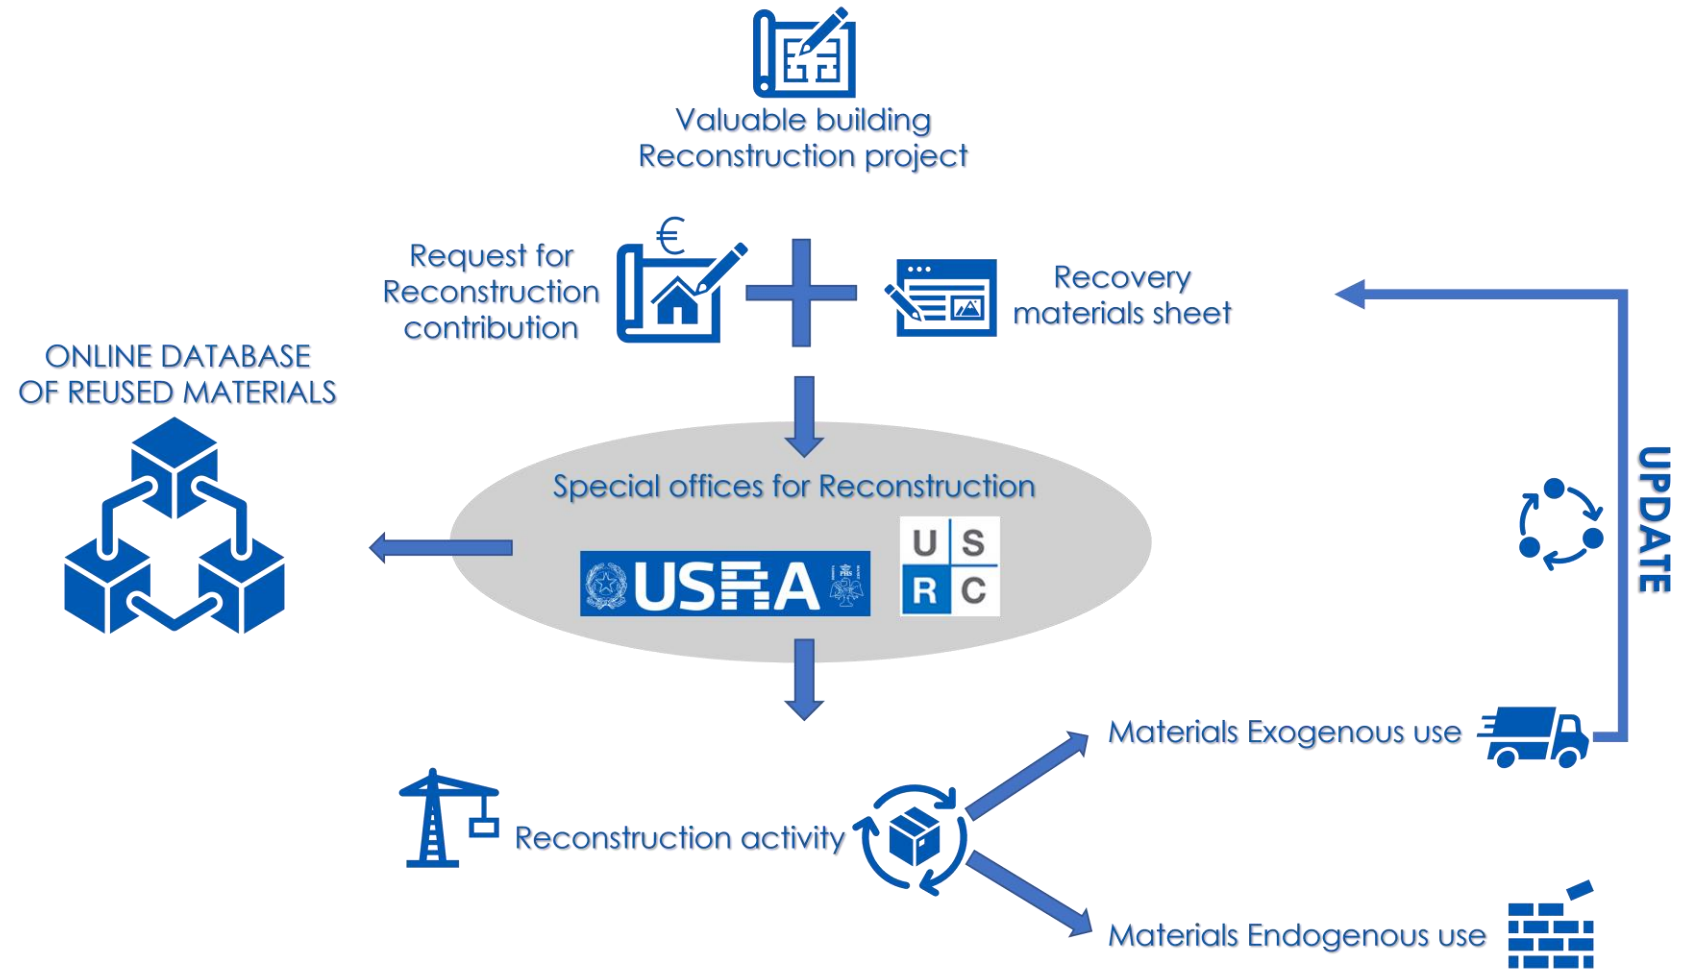 Valuable building
Reconstruction project
€
Request for
Reconstruction
contribution
Recovery
materials sheet
ONLINE DATABASE
OF REUSED MATERIALS
Special offices for Reconstruction
USRA
U S
R C
UPDATE
Materials Exogenous use
Reconstruction activity
Materials Endogenous use